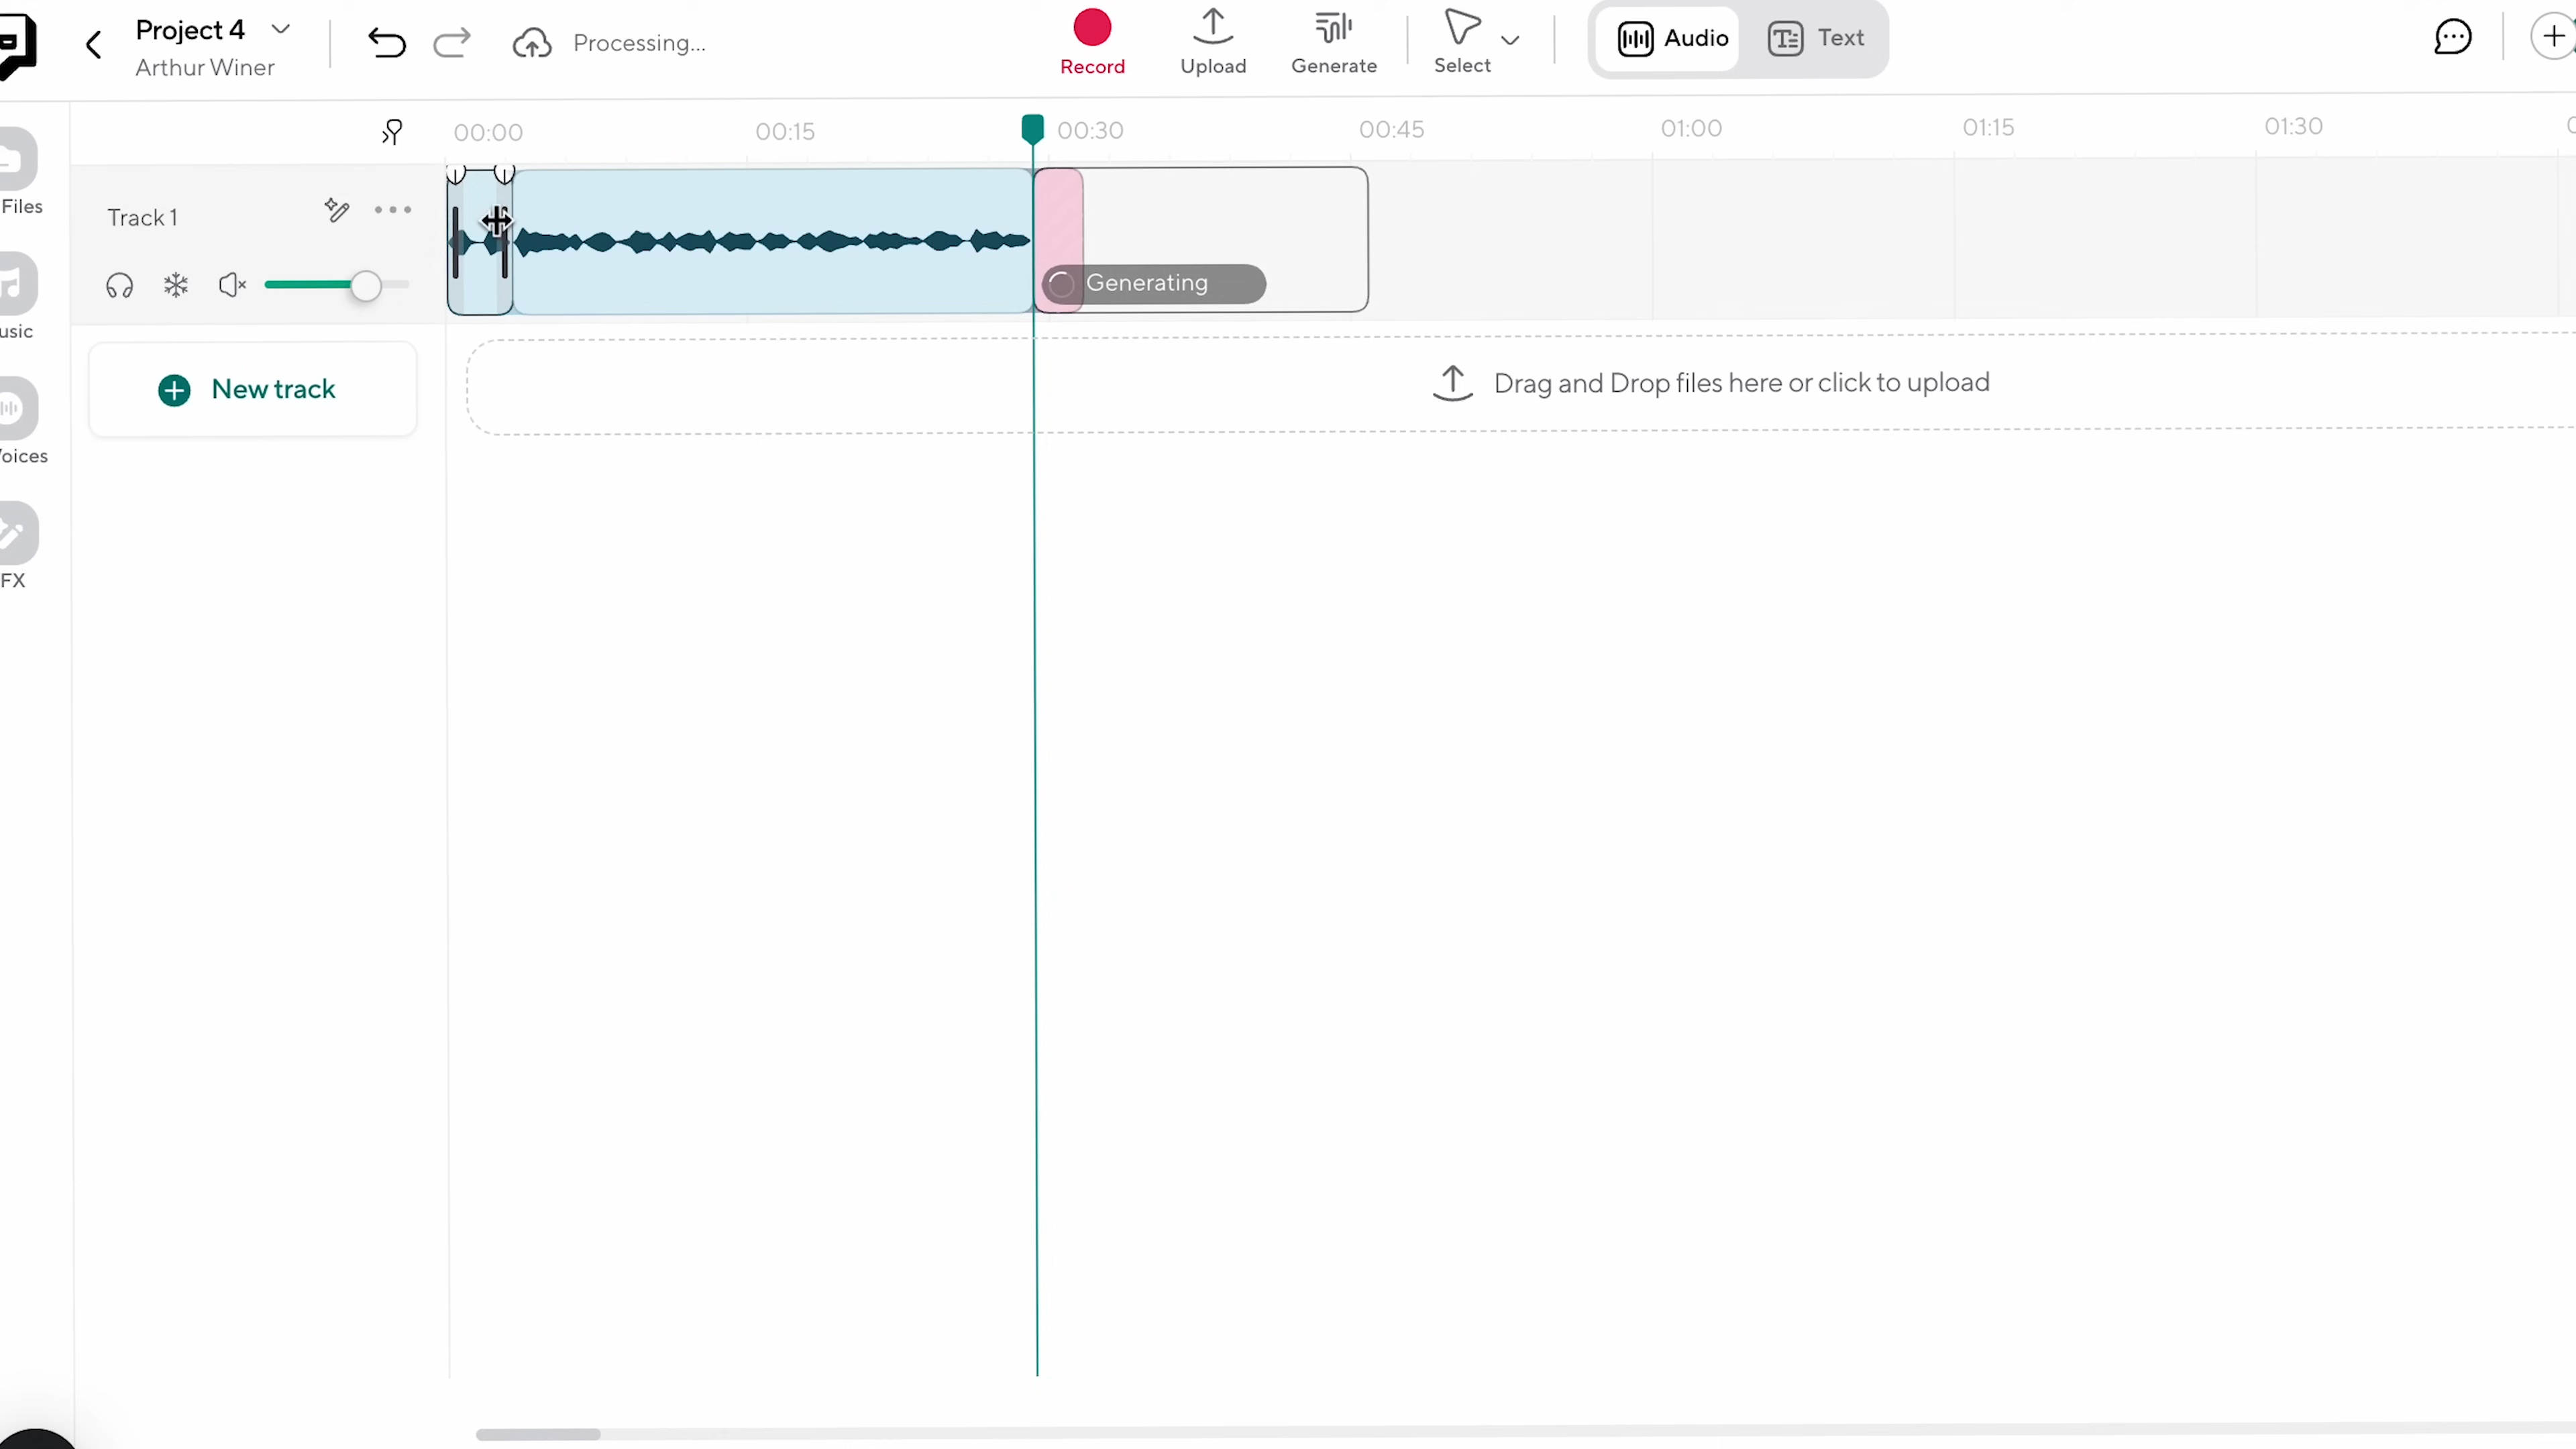 Project 4
Arthur Winer
Processing...
Record
Upload
Generate
Select
Audio
Text
00:00
00:15
00:30
00:45
01:00
01:15
01:30
Track 1
Generating
New track
Drag and Drop files here or click to upload
Files
usic
oices
FX